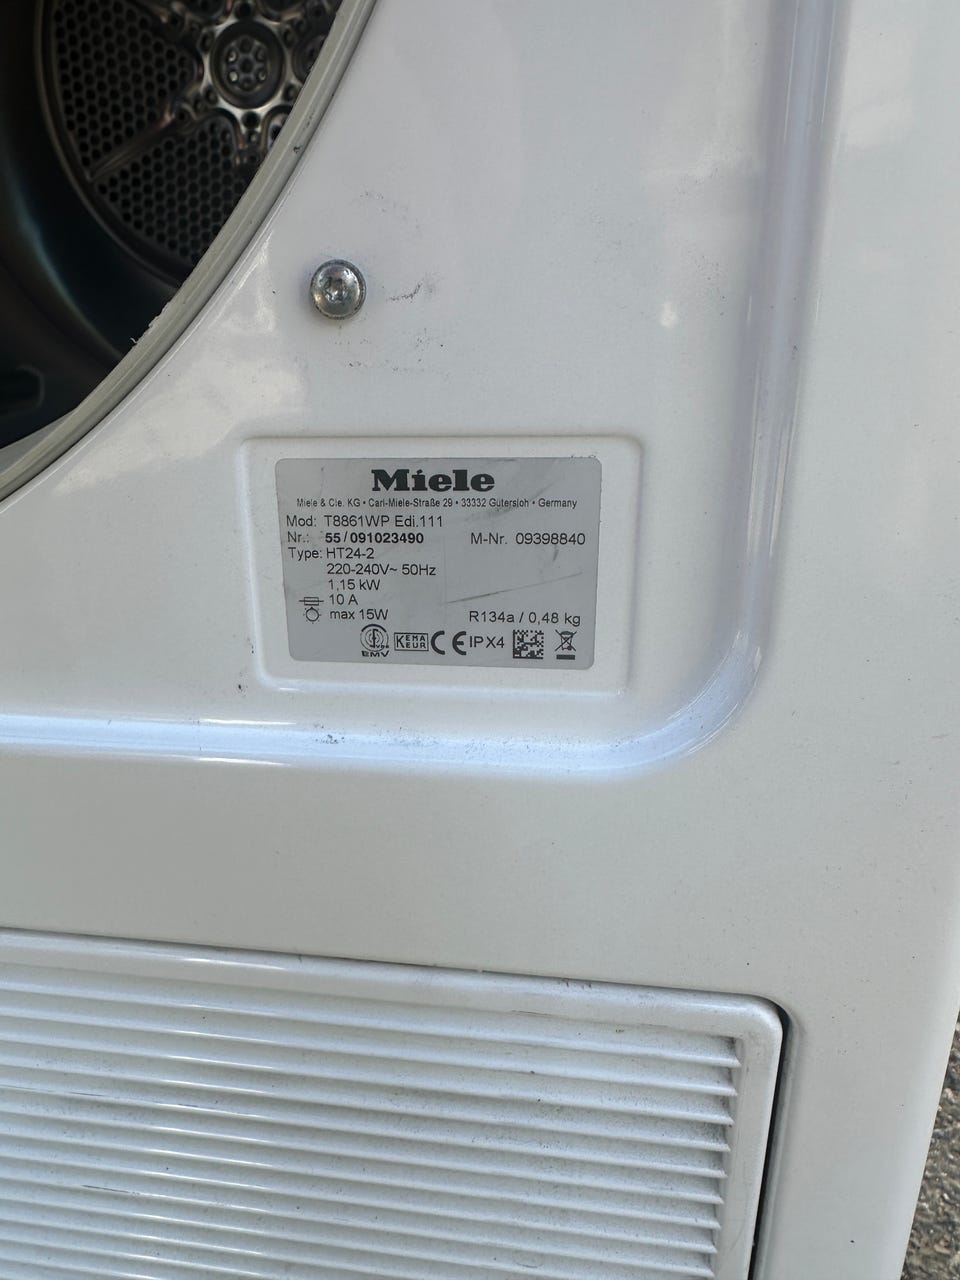 Miele
Miele & Cie. KG • Carl-Miele-Straße 29 • 33332 Gütersloh • Germany
Mod: T8861WP Edi.111
Nr.: 55/091023490 M-Nr. 09398840
Type: HT24-2
220-240V~ 50Hz
1,15 kW
10 A
max 15W R134a / 0,48 kg
EMV KEMA KEUR CE IPX4